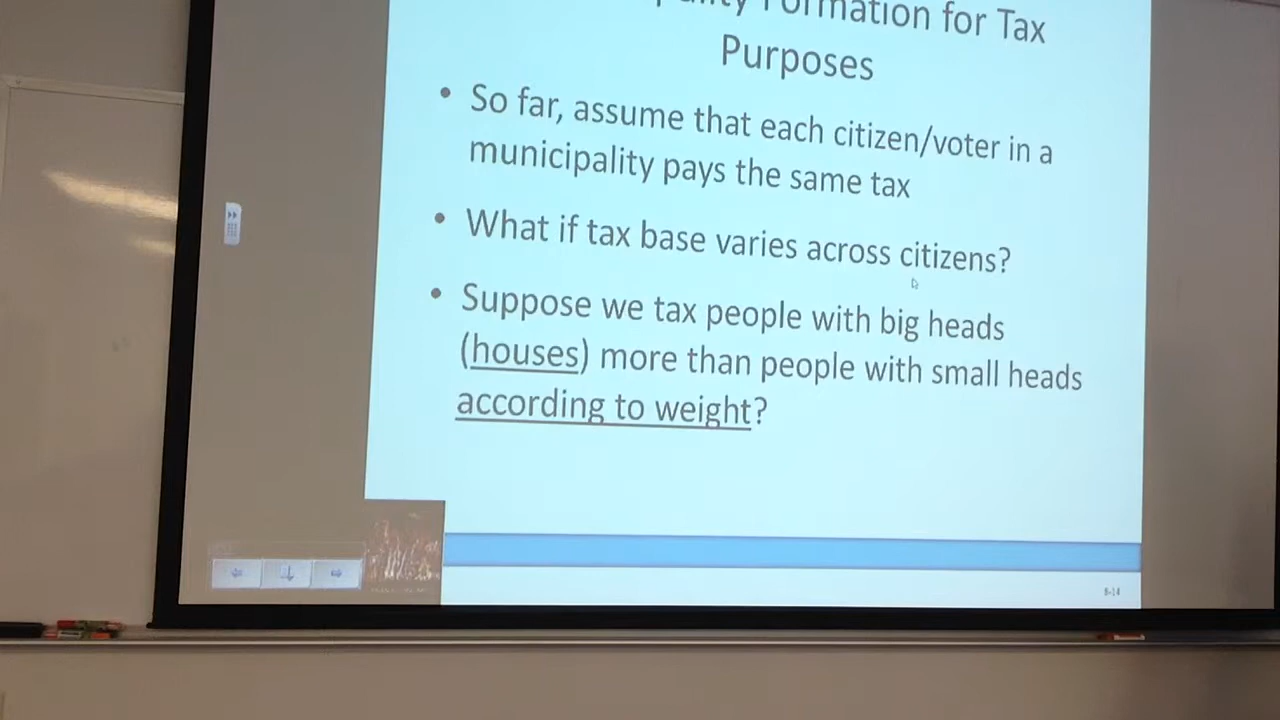 Formation for Tax
Purposes
• So far, assume that each citizen/voter in a
municipality pays the same tax
• What if tax base varies across citizens?
• Suppose we tax people with big heads
(houses) more than people with small heads
according to weight?
8-14